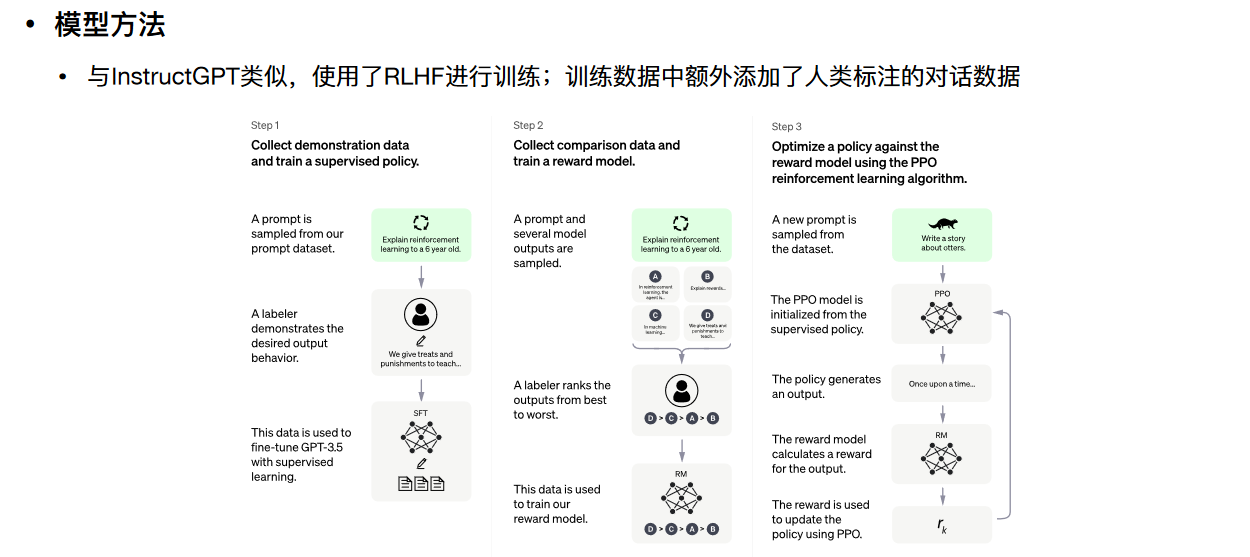 • 模型方法
• 与InstructGPT类似，使用了RLHF进行训练；训练数据中额外添加了人类标注的对话数据
Step 1
Collect demonstration data
and train a supervised policy.
A prompt is
sampled from our
prompt dataset.
Explain reinforcement
learning to a 6 year old.
A labeler
demonstrates the
desired output
behavior.
We give treats and
punishments to teach...
This data is used to
fine-tune GPT-3.5
with supervised
learning.
SFT
Step 2
Collect comparison data and
train a reward model.
A prompt and
several model
outputs are
sampled.
Explain reinforcement
learning to a 6 year old.
A
In reinforcement
learning, the
agent is...
B
Explain rewards...
C
In machine
learning...
D
We give treats and
punishments to
teach...
A labeler ranks the
outputs from best
to worst.
D > C > A > B
This data is used
to train our
reward model.
RM
D > C > A > B
Step 3
Optimize a policy against the
reward model using the PPO
reinforcement learning algorithm.
A new prompt is
sampled from
the dataset.
Write a story
about otters.
The PPO model is
initialized from the
supervised policy.
PPO
The policy generates
an output.
Once upon a time...
The reward model
calculates a reward
for the output.
RM
The reward is used
to update the
policy using PPO.
rk